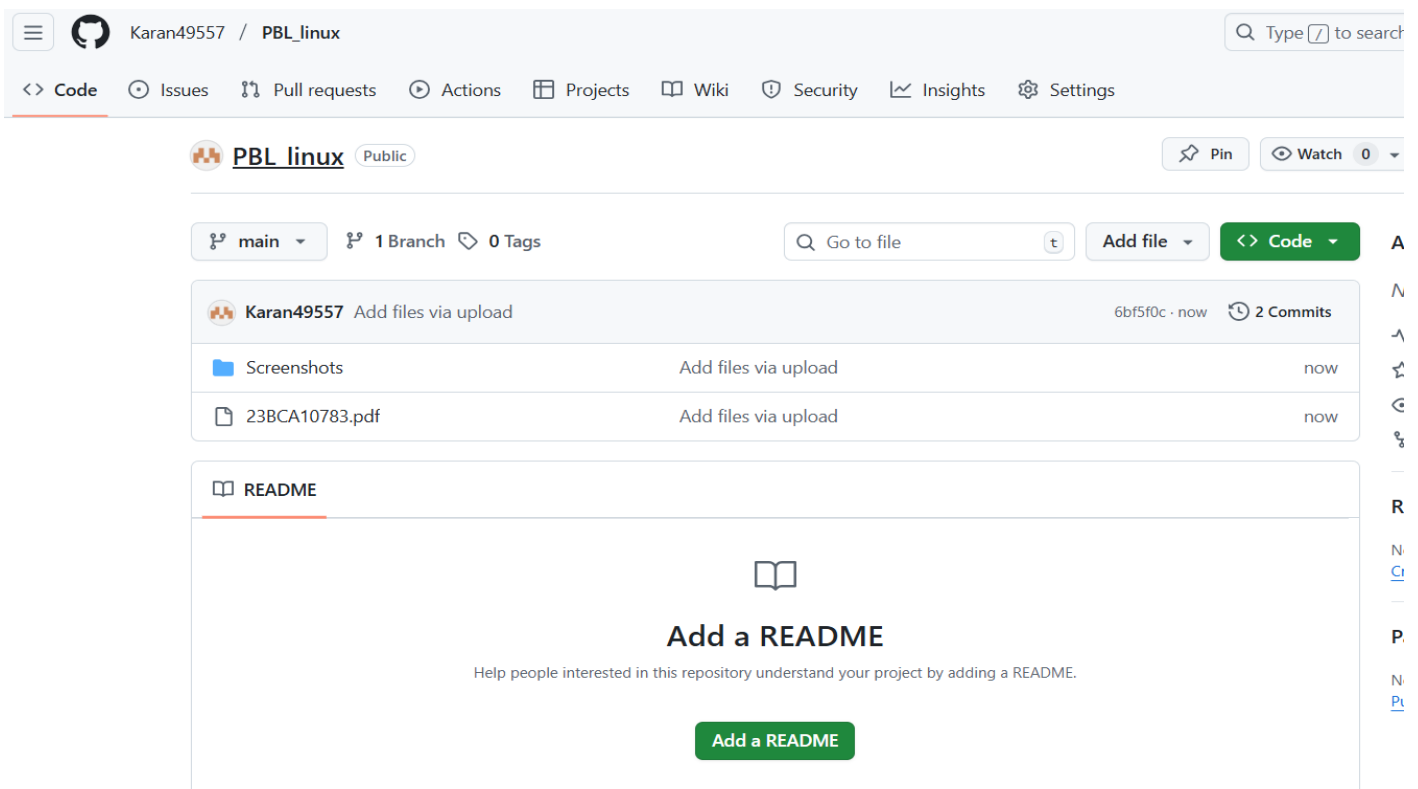 Karan49557 / PBL_linux
Type / to search
<> Code Issues Pull requests Actions Projects Wiki Security Insights Settings
PBL_linux Public Pin Watch 0
main 1 Branch 0 Tags Go to file t Add file <> Code
Karan49557 Add files via upload 6bf5f0c · now 2 Commits
Screenshots Add files via upload now
23BCA10783.pdf Add files via upload now
README
Add a README
Help people interested in this repository understand your project by adding a README.
Add a README